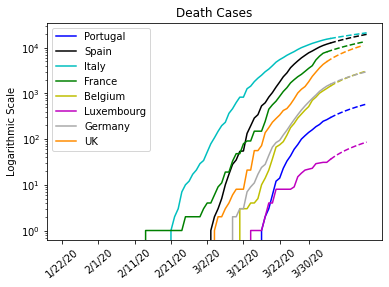 Death Cases
Logarithmic Scale
10⁴
10³
10²
10¹
10⁰
Portugal
Spain
Italy
France
Belgium
Luxembourg
Germany
UK
1/22/20
2/1/20
2/11/20
2/21/20
3/2/20
3/12/20
3/22/20
3/30/20